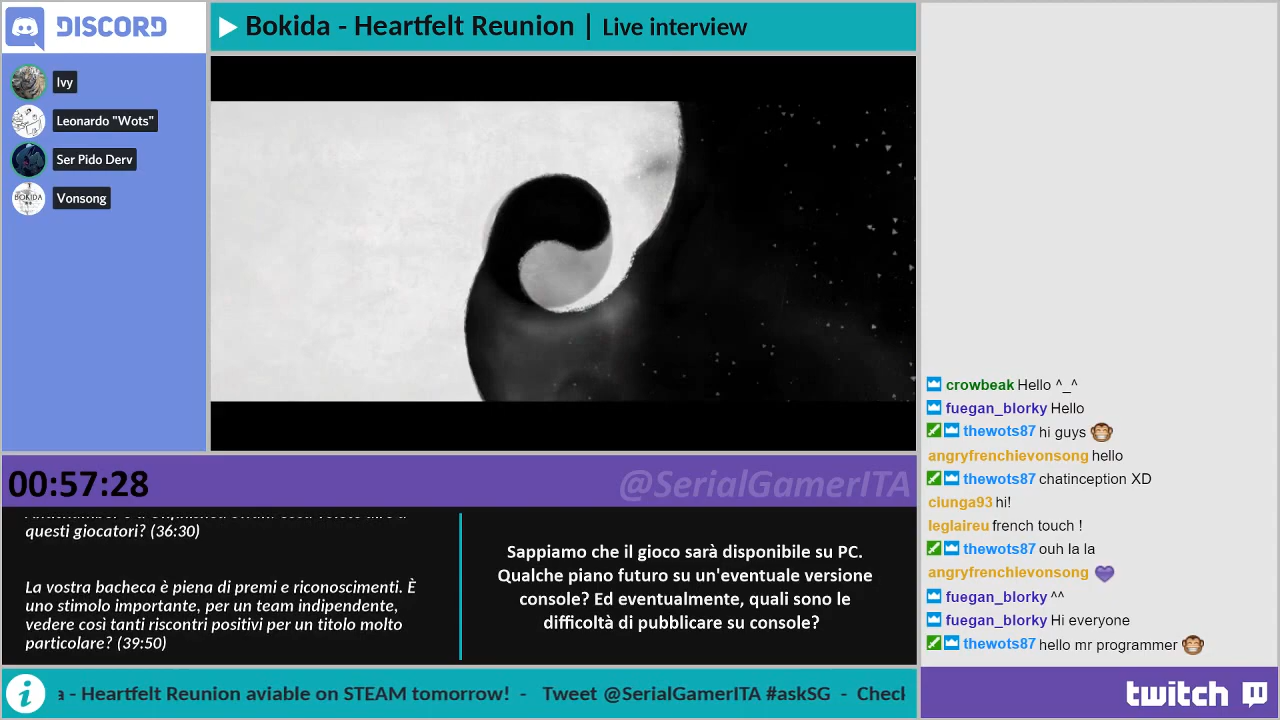 DISCORD
Ivy
Leonardo "Wots"
Ser Pido Derv
BOKIDA
Vonsong
Bokida - Heartfelt Reunion | Live interview
00:57:28
@SerialGamerITA
questi giocatori? (36:30)
La vostra bacheca è piena di premi e riconoscimenti. È
uno stimolo importante, per un team indipendente,
vedere così tanti riscontri positivi per un titolo molto
particolare? (39:50)
Sappiamo che il gioco sarà disponibile su PC.
Qualche piano futuro su un'eventuale versione
console? Ed eventualmente, quali sono le
difficoltà di pubblicare su console?
a - Heartfelt Reunion aviable on STEAM tomorrow! - Tweet @SerialGamerITA #askSG - Check
crowbeak Hello ^_^
fuegan_blorky Hello
thewots87 hi guys
angryfrenchievonsong hello
thewots87 chatinception XD
ciunga93 hi!
leglaireu french touch !
thewots87 ouh la la
angryfrenchievonsong
fuegan_blorky ^^
fuegan_blorky Hi everyone
thewots87 hello mr programmer
twitch